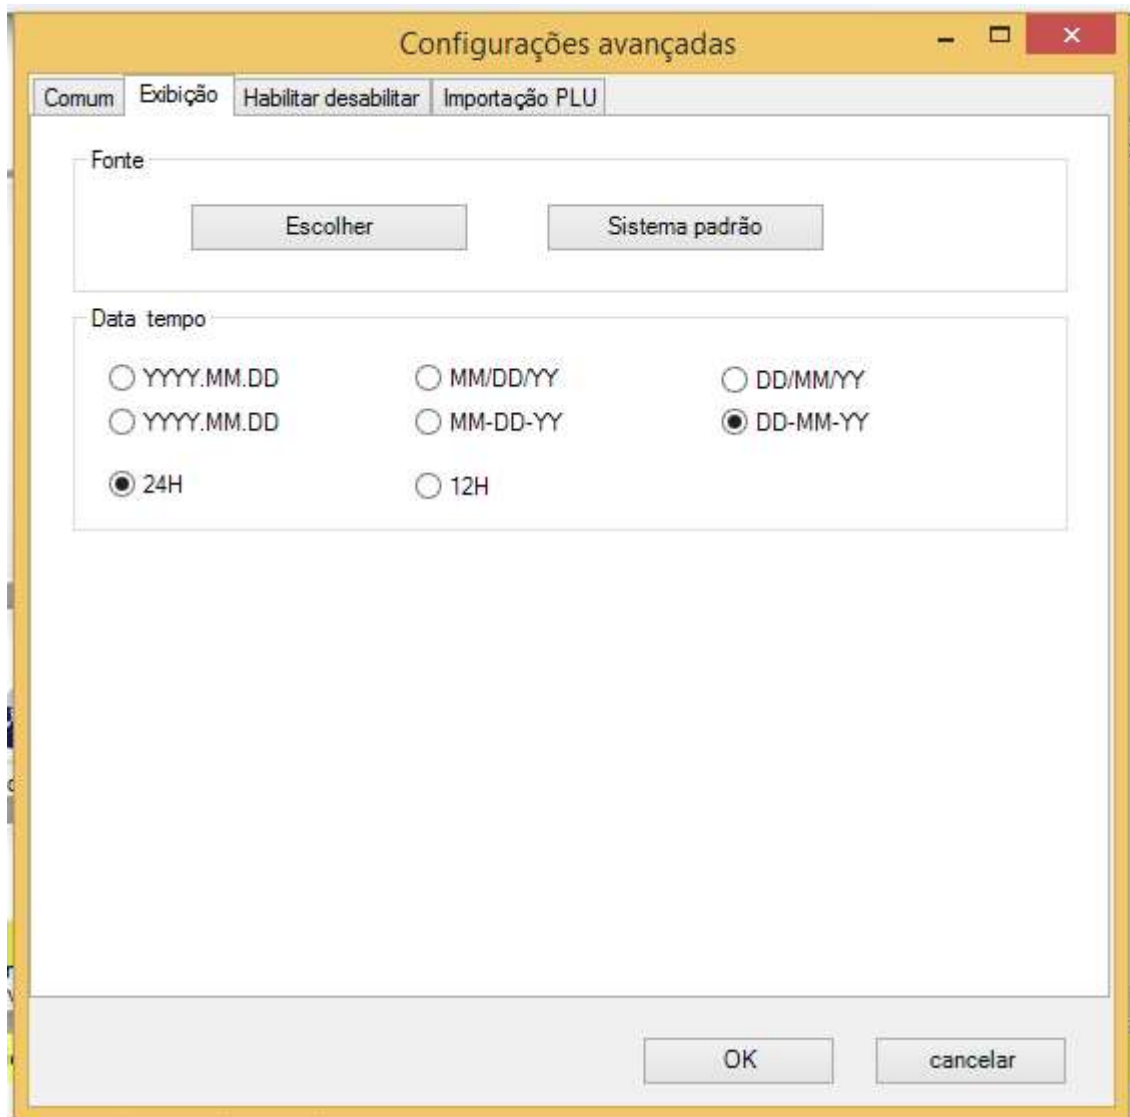 Configurações avançadas
Comum Exibição Habilitar desabilitar Importação PLU
Fonte
Escolher Sistema padrão
Data tempo
YYYY.MM.DD MM/DD/YY DD/MM/YY
YYYY.MM.DD MM-DD-YY DD-MM-YY
24H 12H
OK cancelar